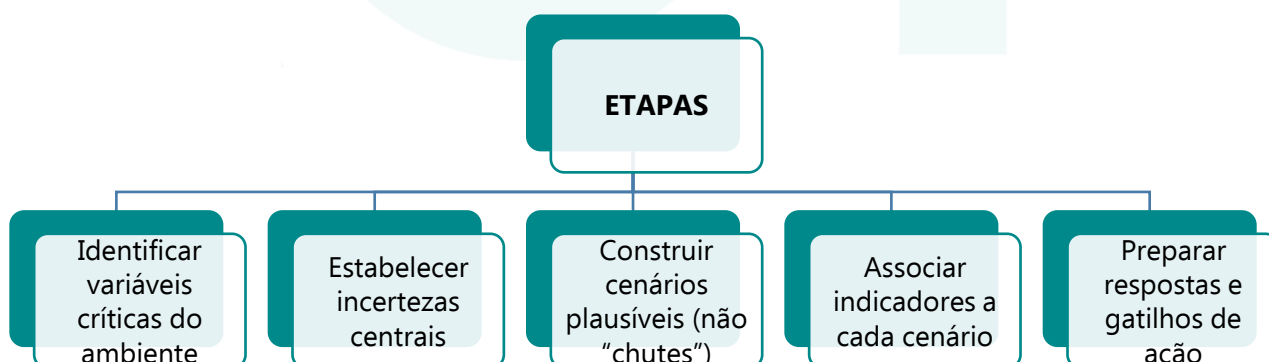 ETAPAS
Identificar
variáveis
críticas do
ambiente
Estabelecer
incertezas
centrais
Construir
cenários
plausíveis (não
“chutes”)
Associar
indicadores a
cada cenário
Preparar
respostas e
gatilhos de
ação